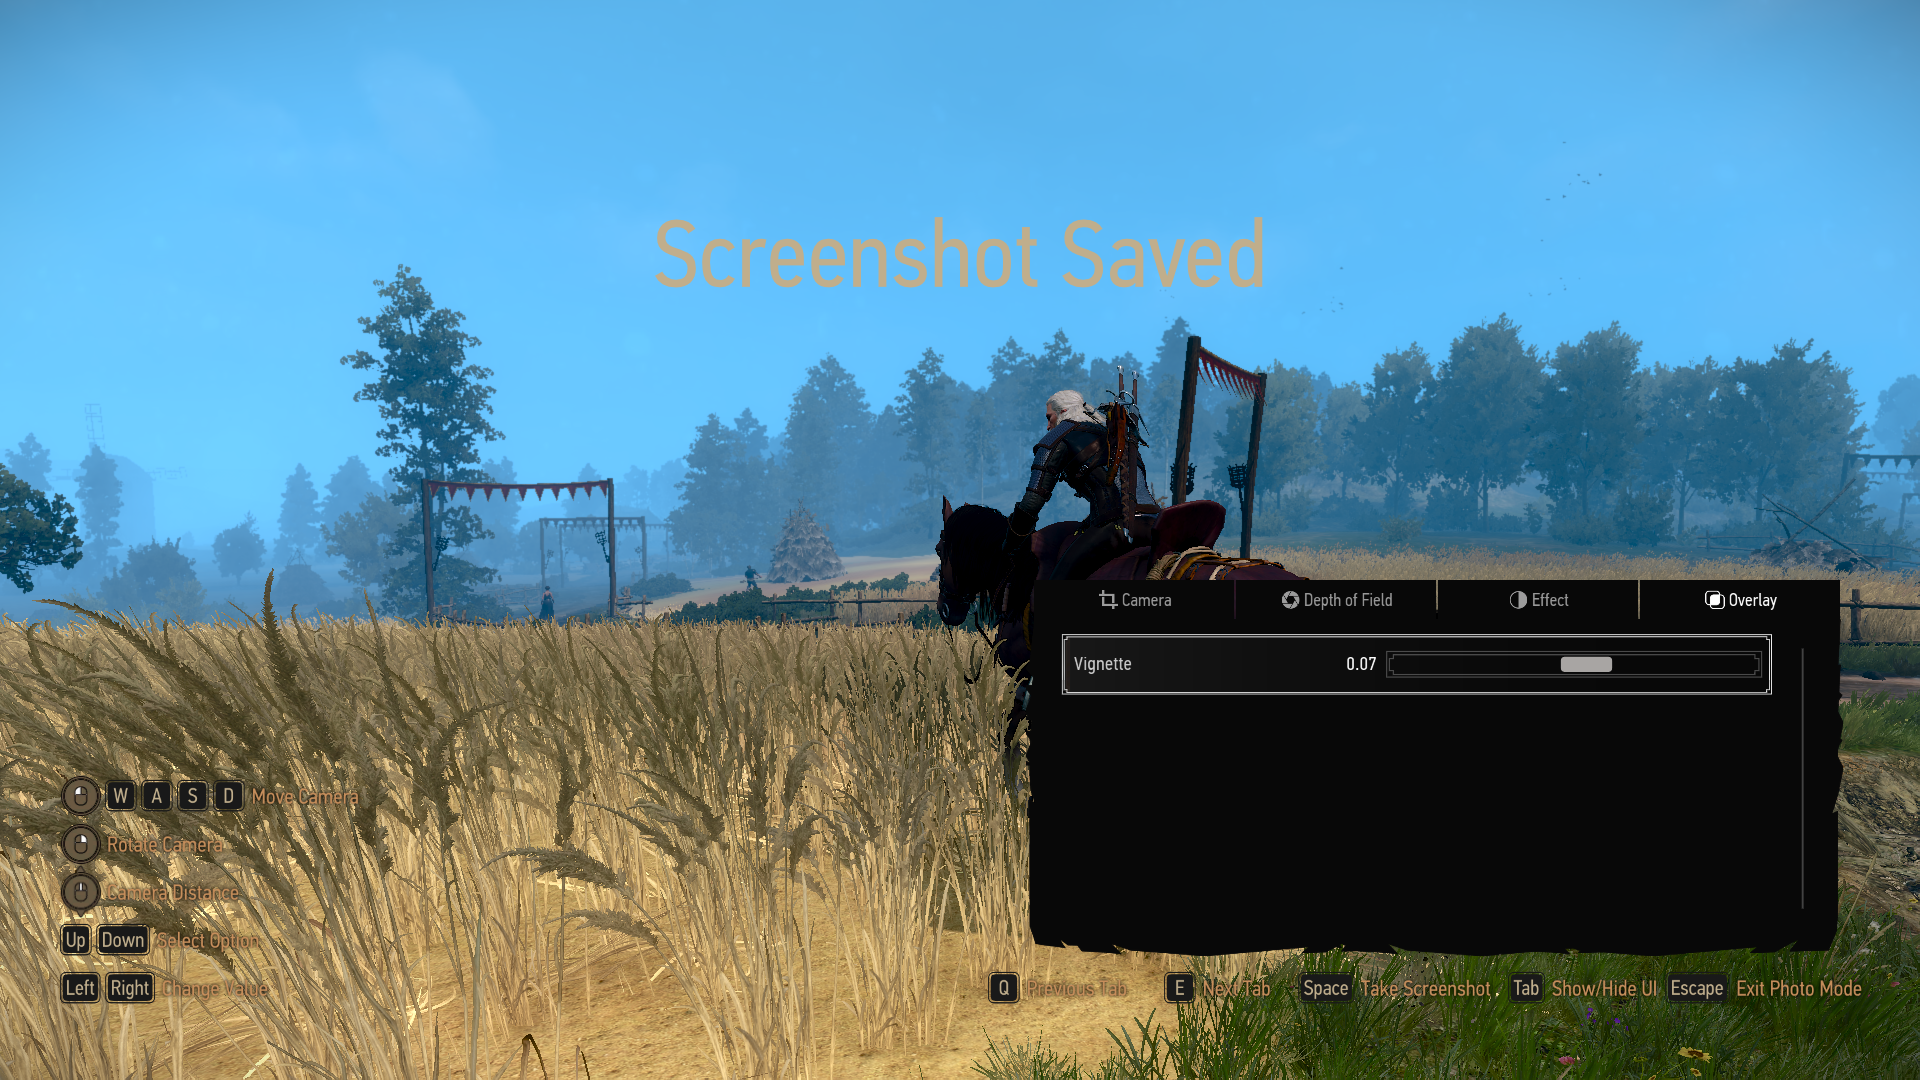 Screenshot Saved
Camera Depth of Field Effect Overlay
Vignette 0.07
W A S D Move Camera
Rotate Camera
Camera Distance
Up Down Select Option
Left Right Change Value
Q Previous Tab E Next Tab Space Take Screenshot Tab Show/Hide UI Escape Exit Photo Mode